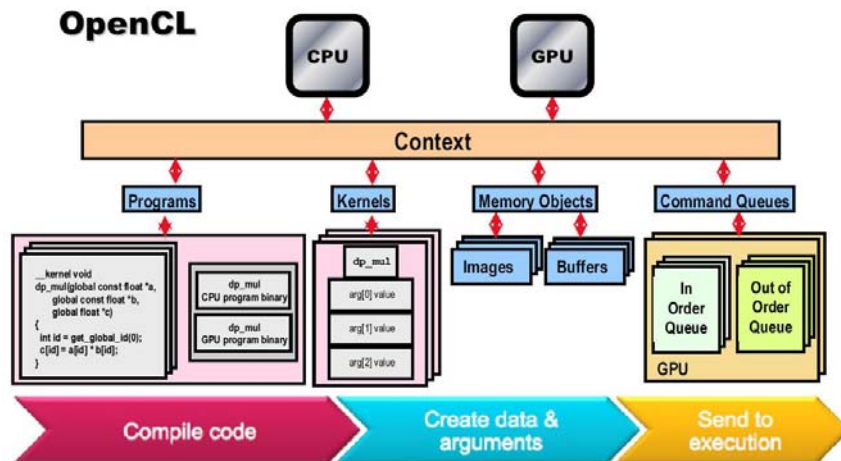 OpenCL
CPU
GPU
Context
Programs
Kernels
Memory Objects
Command Queues
__kernel void
dp_mul(global const float *a,
global const float *b,
global float *c)
{
int id = get_global_id(0);
c[id] = a[id] * b[id];
}
dp_mul
CPU program binary
dp_mul
GPU program binary
dp_mul
arg[0] value
arg[1] value
arg[2] value
Images
Buffers
In
Order
Queue
Out of
Order
Queue
GPU
Compile code
Create data &
arguments
Send to
execution